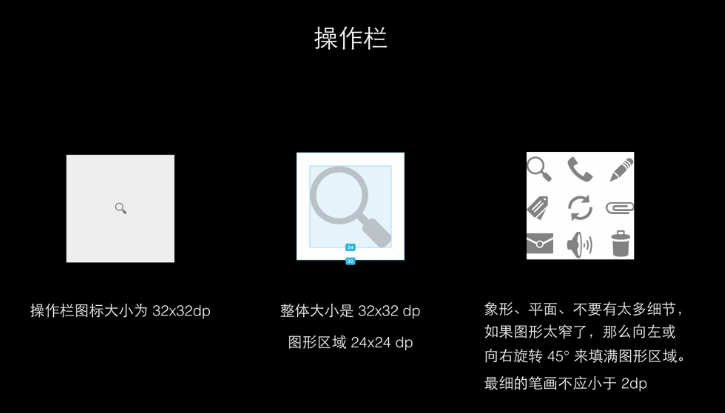 操作栏
24
32
操作栏图标大小为 32x32dp
整体大小是 32x32 dp
图形区域 24x24 dp
象形、平面、不要有太多细节，
如果图形太窄了，那么向左或
向右旋转 45° 来填满图形区域。
最细的笔画不应小于 2dp